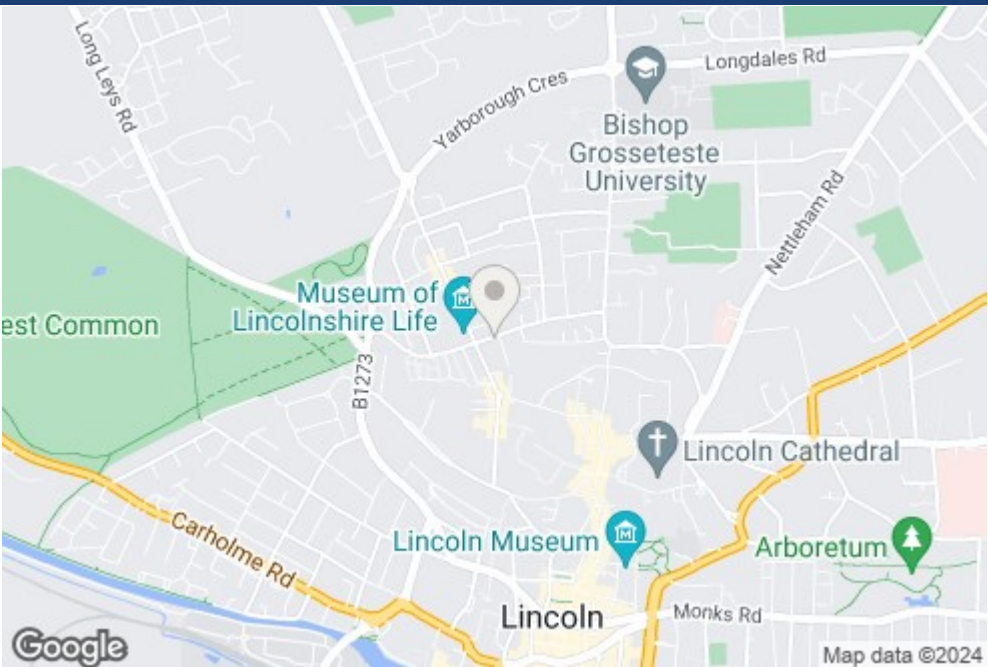 Long Leys Rd
Yarborough Cres
Longdales Rd
Bishop
Grosseteste
University
Nettleham Rd
Museum of
Lincolnshire Life
est Common
B1273
Lincoln Cathedral
Carholme Rd
Lincoln Museum
Arboretum
Lincoln
Monks Rd
Google
Map data ©2024